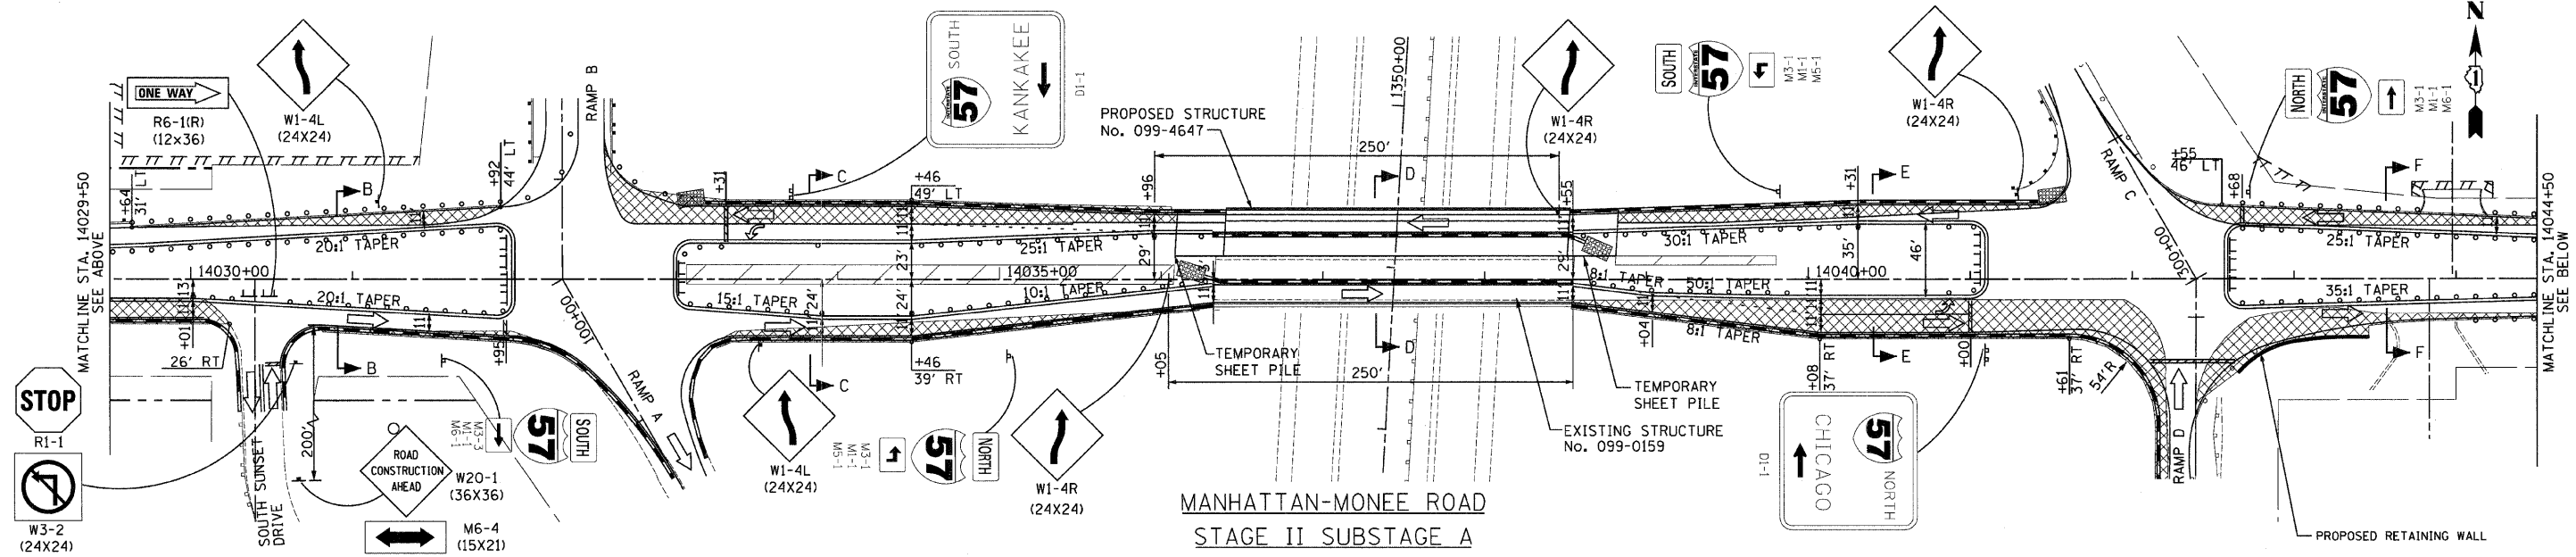 ONE WAY
R6-1(R)
(12x36)
W1-4L
(24X24)
RAMP B
57 SOUTH
KANKAKEE
D1-1
PROPOSED STRUCTURE
No. 099-4647
1350+00
W1-4R
(24X24)
SOUTH
INTERSTATE
57
M3-1
M1-1
M5-1
W1-4R
(24X24)
NORTH
INTERSTATE
57
M3-1
M1-1
M6-1
N
1
MATCHLINE STA. 14029+50
SEE ABOVE
+64
31' LT
B
+92
44' LT
+31
C
+46
49' LT
+96
250'
D
+55
+31
E
RAMP C
+55
46' LT
+68
F
MATCHLINE STA. 14044+50
SEE BELOW
20:1 TAPER
25:1 TAPER
30:1 TAPER
25:1 TAPER
11'
23'
29'
29'
35'
46'
14030+00
14035+00
14040+00
300+00
20:1 TAPER
15:1 TAPER
10:1 TAPER
8:1 TAPER
50:1 TAPER
35:1 TAPER
13'
11'
24'
24'
11'
8:1 TAPER
+01
26' RT
B
+95
100+00
RAMP A
C
+46
39' RT
+05
TEMPORARY
SHEET PILE
250'
D
+04
TEMPORARY
SHEET PILE
+08
37' RT
E
+00
+61
37' RT
54'R
RAMP D
F
EXISTING STRUCTURE
No. 099-0159
STOP
R1-1
W3-2
(24X24)
200'
SOUTH SUNSET
DRIVE
ROAD
CONSTRUCTION
AHEAD
W20-1
(36X36)
M6-4
(15X21)
M3-3
M1-1
M6-1
57
SOUTH
W1-4L
(24X24)
M3-1
M1-1
M5-1
57
NORTH
W1-4R
(24X24)
57 NORTH
CHICAGO
D1-1
MANHATTAN-MONEE ROAD
STAGE II SUBSTAGE A
PROPOSED RETAINING WALL